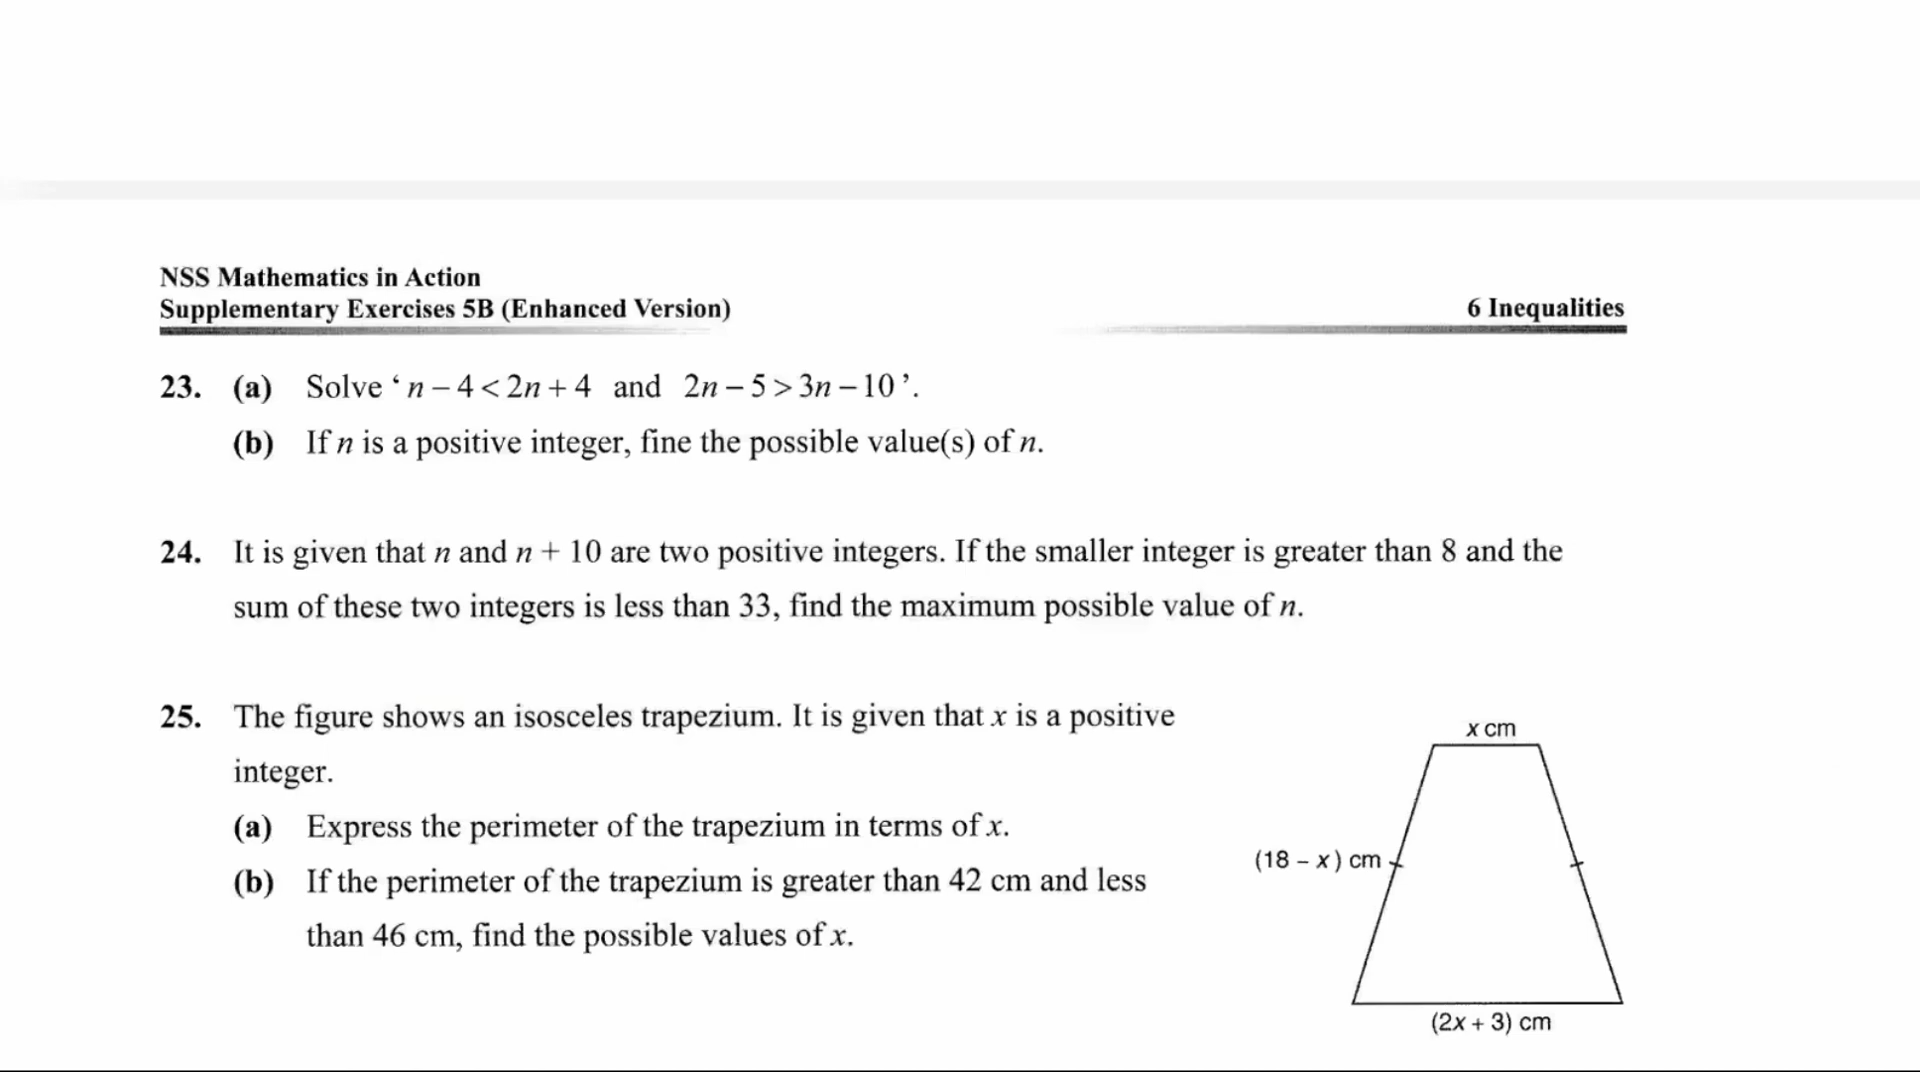 NSS Mathematics in Action
Supplementary Exercises 5B (Enhanced Version)
6 Inequalities
23. (a) Solve ‘ n – 4 < 2n + 4 and 2n – 5 > 3n – 10 ’.
(b) If n is a positive integer, fine the possible value(s) of n.
24. It is given that n and n + 10 are two positive integers. If the smaller integer is greater than 8 and the
sum of these two integers is less than 33, find the maximum possible value of n.
25. The figure shows an isosceles trapezium. It is given that x is a positive
integer.
(a) Express the perimeter of the trapezium in terms of x.
(b) If the perimeter of the trapezium is greater than 42 cm and less
than 46 cm, find the possible values of x.
x cm
(18 – x) cm
(2x + 3) cm